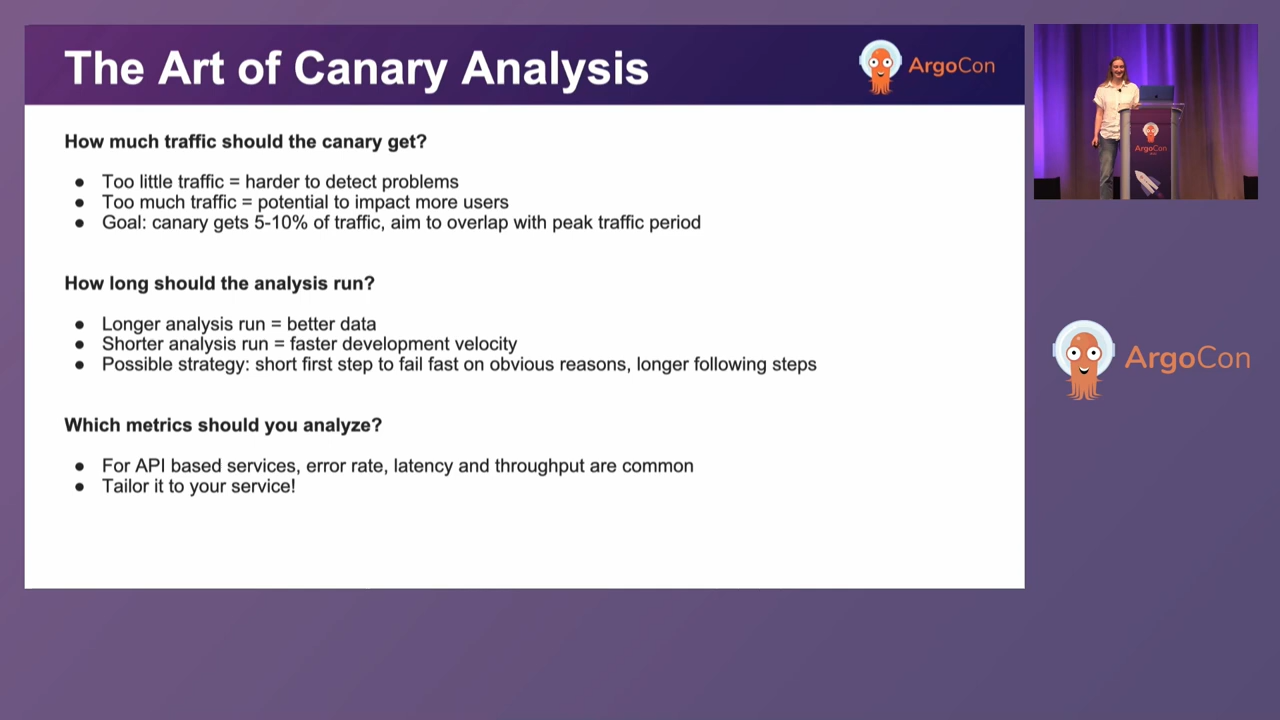 The Art of Canary Analysis
ArgoCon
How much traffic should the canary get?
● Too little traffic = harder to detect problems
● Too much traffic = potential to impact more users
● Goal: canary gets 5-10% of traffic, aim to overlap with peak traffic period
How long should the analysis run?
● Longer analysis run = better data
● Shorter analysis run = faster development velocity
● Possible strategy: short first step to fail fast on obvious reasons, longer following steps
Which metrics should you analyze?
● For API based services, error rate, latency and throughput are common
● Tailor it to your service!
ArgoCon
ArgoCon